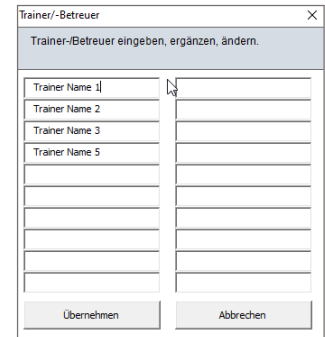 Trainer/-Betreuer
Trainer-/Betreuer eingeben, ergänzen, ändern.
Trainer Name 1
Trainer Name 2
Trainer Name 3
Trainer Name 5
Übernehmen
Abbrechen